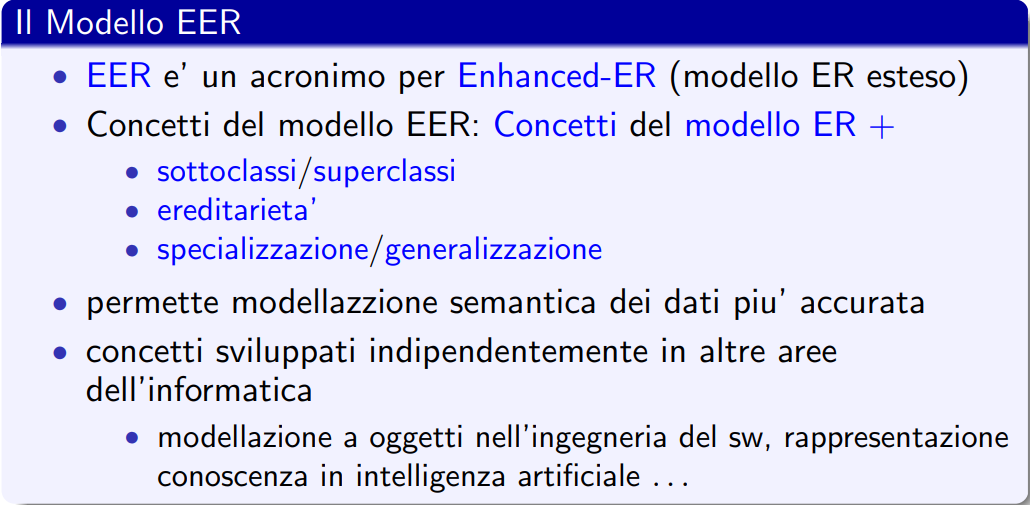 Il Modello EER
• EER e' un acronimo per Enhanced-ER (modello ER esteso)
• Concetti del modello EER: Concetti del modello ER +
• sottoclassi/superclassi
• ereditarieta'
• specializzazione/generalizzazione
• permette modellazzione semantica dei dati piu' accurata
• concetti sviluppati indipendentemente in altre aree
dell'informatica
• modellazione a oggetti nell'ingegneria del sw, rappresentazione
conoscenza in intelligenza artificiale ...